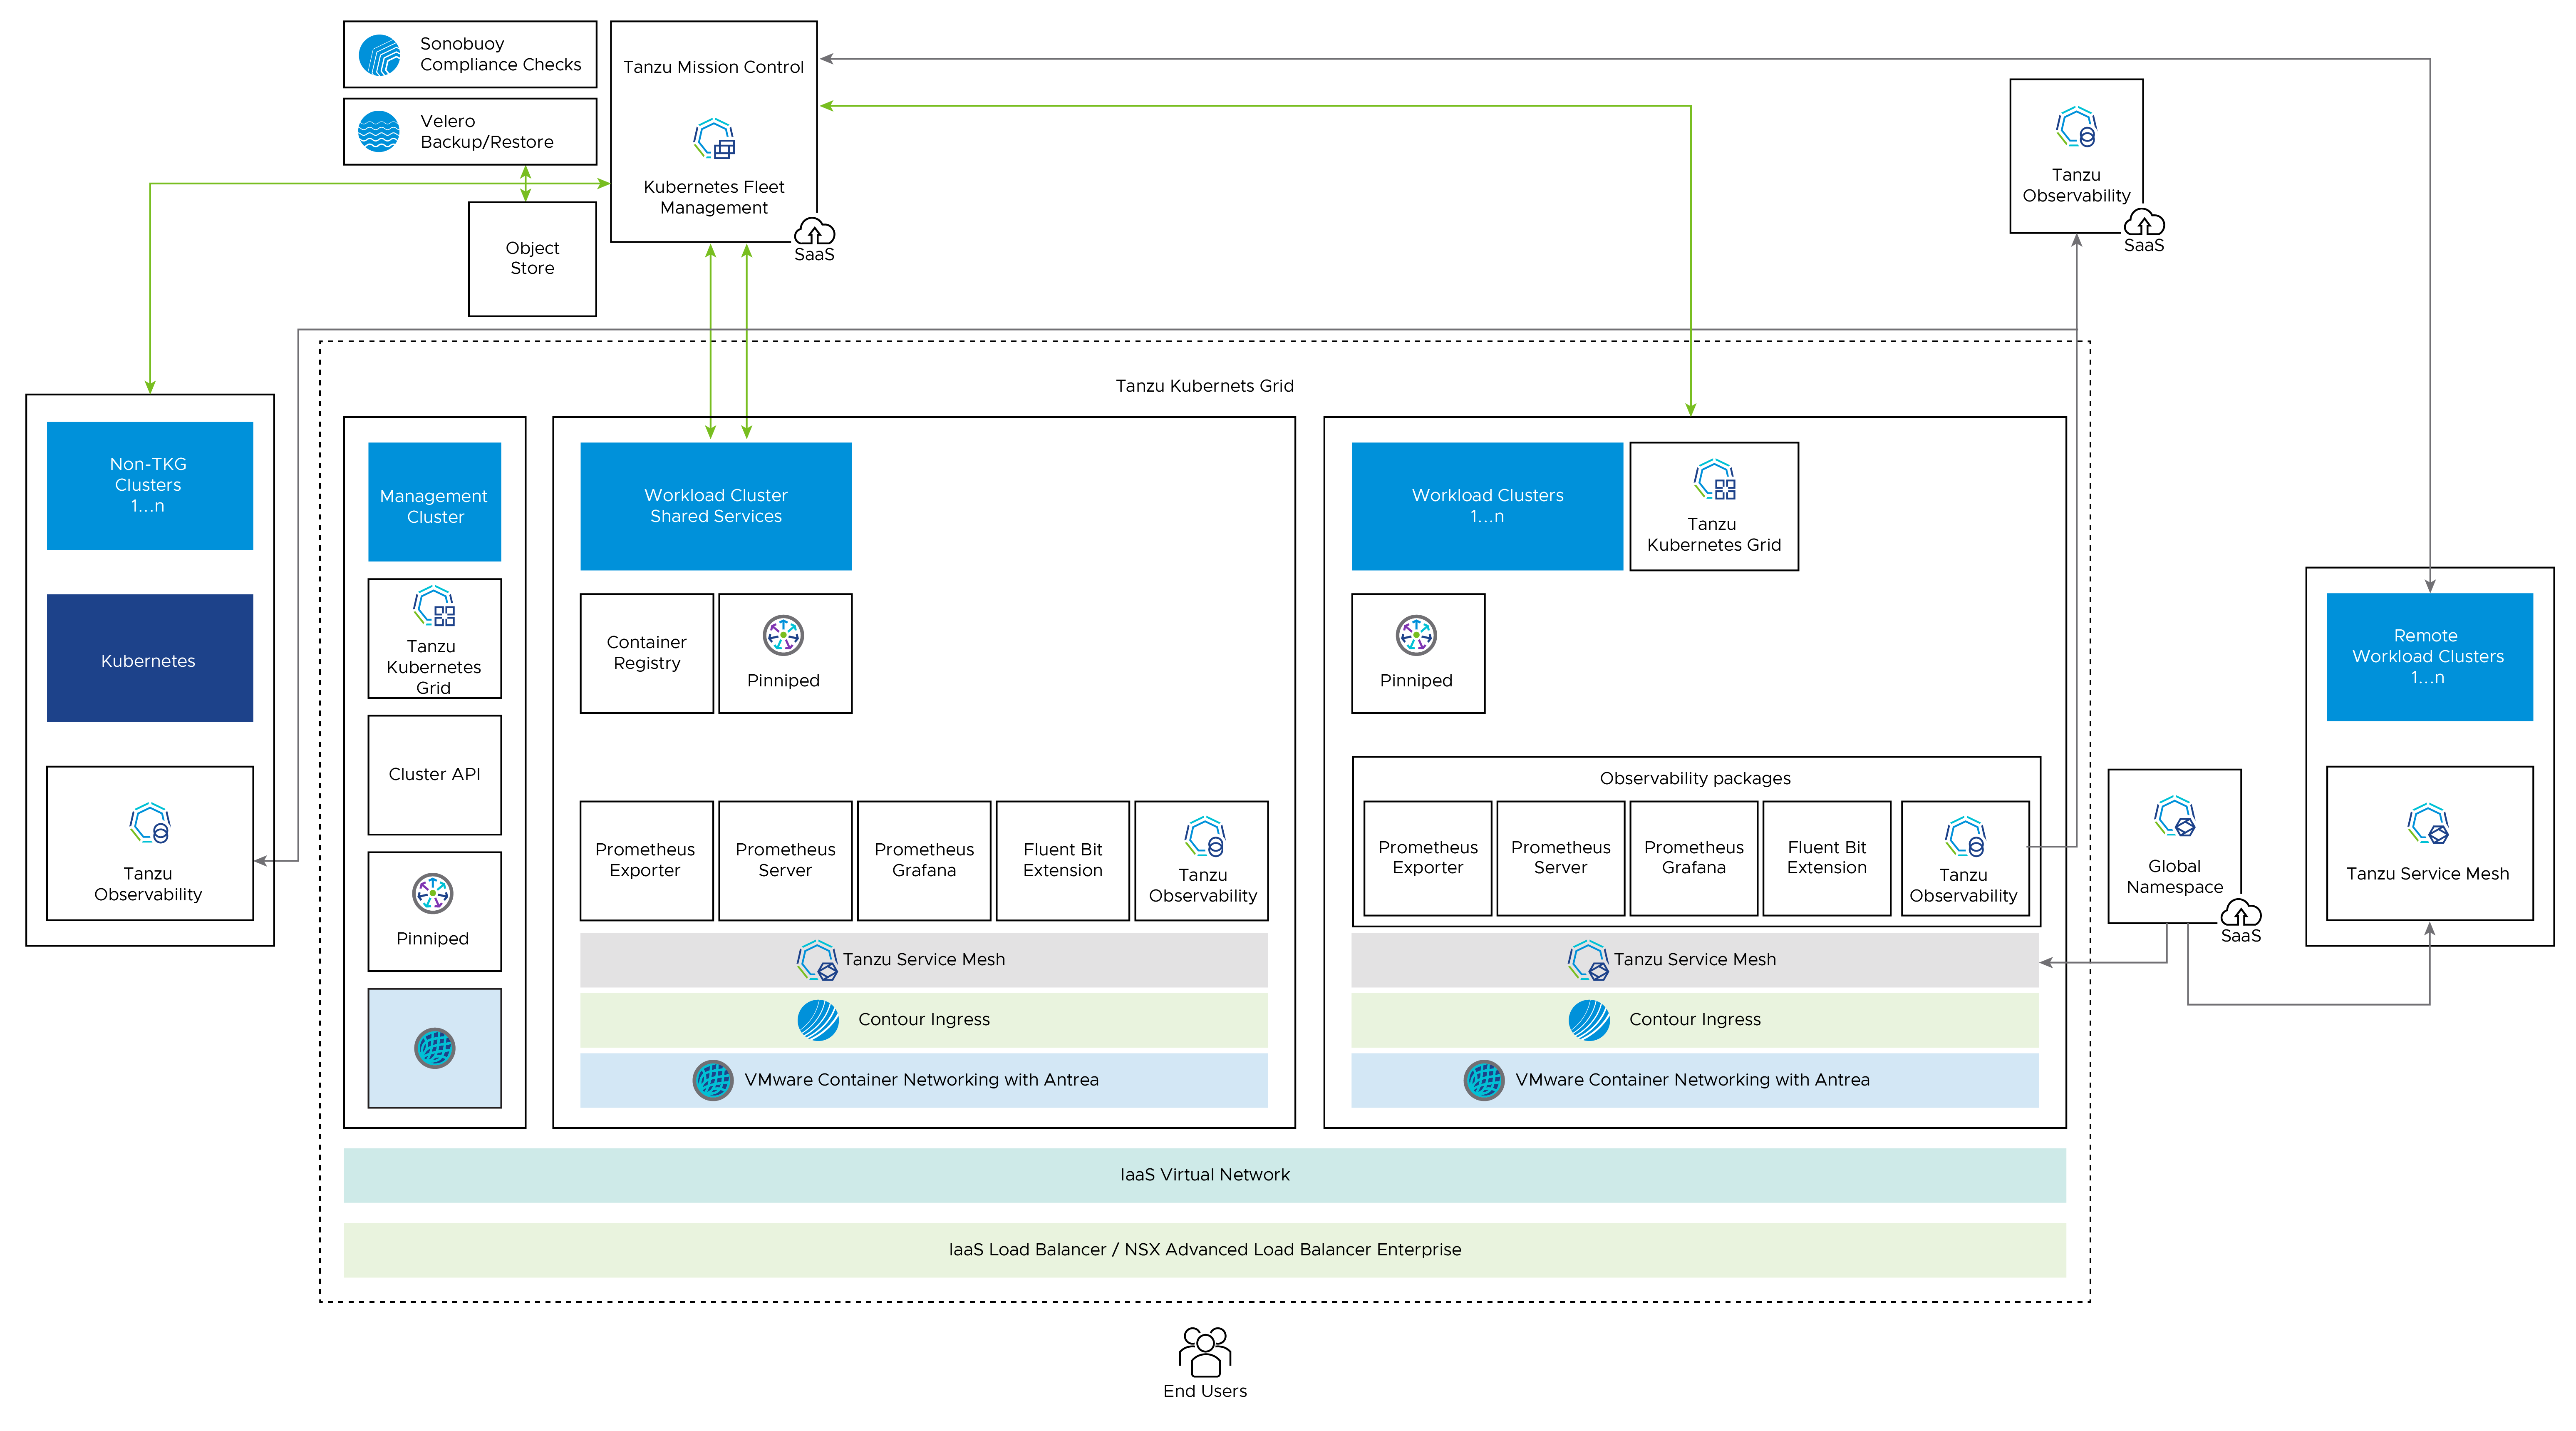 Sonobuoy
Compliance Checks
Velero
Backup/Restore
Object
Store
Tanzu Mission Control
Kubernetes Fleet
Management
SaaS
Tanzu
Observability
SaaS
Tanzu Kubernets Grid
Non-TKG
Clusters
1...n
Kubernetes
Tanzu
Observability
Management
Cluster
Tanzu
Kubernetes
Grid
Cluster API
Pinniped
Workload Cluster
Shared Services
Container
Registry
Pinniped
Prometheus
Exporter
Prometheus
Server
Prometheus
Grafana
Fluent Bit
Extension
Tanzu
Observability
Tanzu Service Mesh
Contour Ingress
VMware Container Networking with Antrea
Workload Clusters
1...n
Tanzu
Kubernetes Grid
Pinniped
Observability packages
Prometheus
Exporter
Prometheus
Server
Prometheus
Grafana
Fluent Bit
Extension
Tanzu
Observability
Tanzu Service Mesh
Contour Ingress
VMware Container Networking with Antrea
Global
Namespace
SaaS
Remote
Workload Clusters
1...n
Tanzu Service Mesh
IaaS Virtual Network
IaaS Load Balancer / NSX Advanced Load Balancer Enterprise
End Users